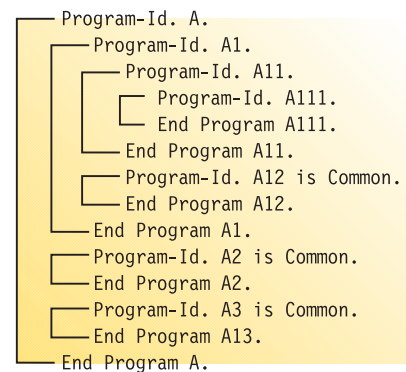 Program-Id. A.
Program-Id. A1.
Program-Id. A11.
Program-Id. A111.
End Program A111.
End Program A11.
Program-Id. A12 is Common.
End Program A12.
End Program A1.
Program-Id. A2 is Common.
End Program A2.
Program-Id. A3 is Common.
End Program A13.
End Program A.